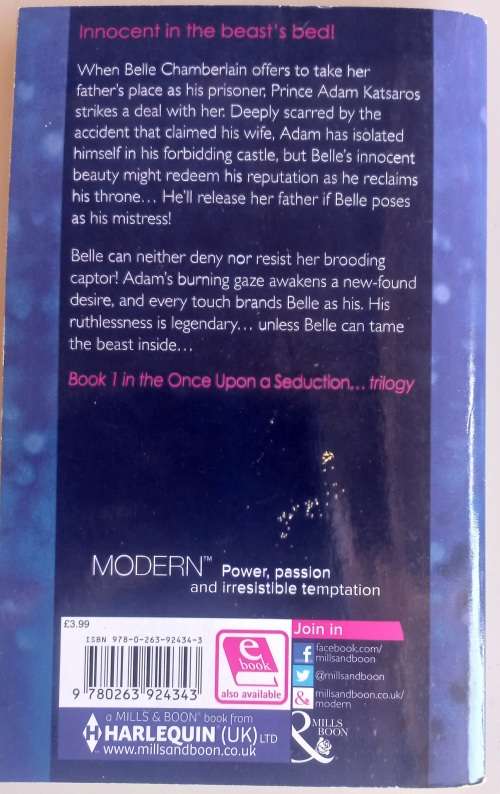 Innocent in the beast's bed!
When Belle Chamberlain offers to take her
father's place as his prisoner, Prince Adam Katsaros
strikes a deal with her. Deeply scarred by the
accident that claimed his wife, Adam has isolated
himself in his forbidding castle, but Belle's innocent
beauty might redeem his reputation as he reclaims
his throne... He'll release her father if Belle poses
as his mistress!
Belle can neither deny nor resist her brooding
captor! Adam's burning gaze awakens a new-found
desire, and every touch brands Belle as his. His
ruthlessness is legendary... unless Belle can tame
the beast inside...
Book 1 in the Once Upon a Seduction... trilogy
MODERN™ Power, passion
and irresistible temptation
£3.99
ISBN 978-0-263-92434-3
9 780263 924343
e
book
also available
Join in
facebook.com/
millsandboon
@millsandboon
millsandboon.co.uk/
modern
a MILLS & BOON® book from
HARLEQUIN (UK) LTD
www.millsandboon.co.uk
MILLS
&
BOON